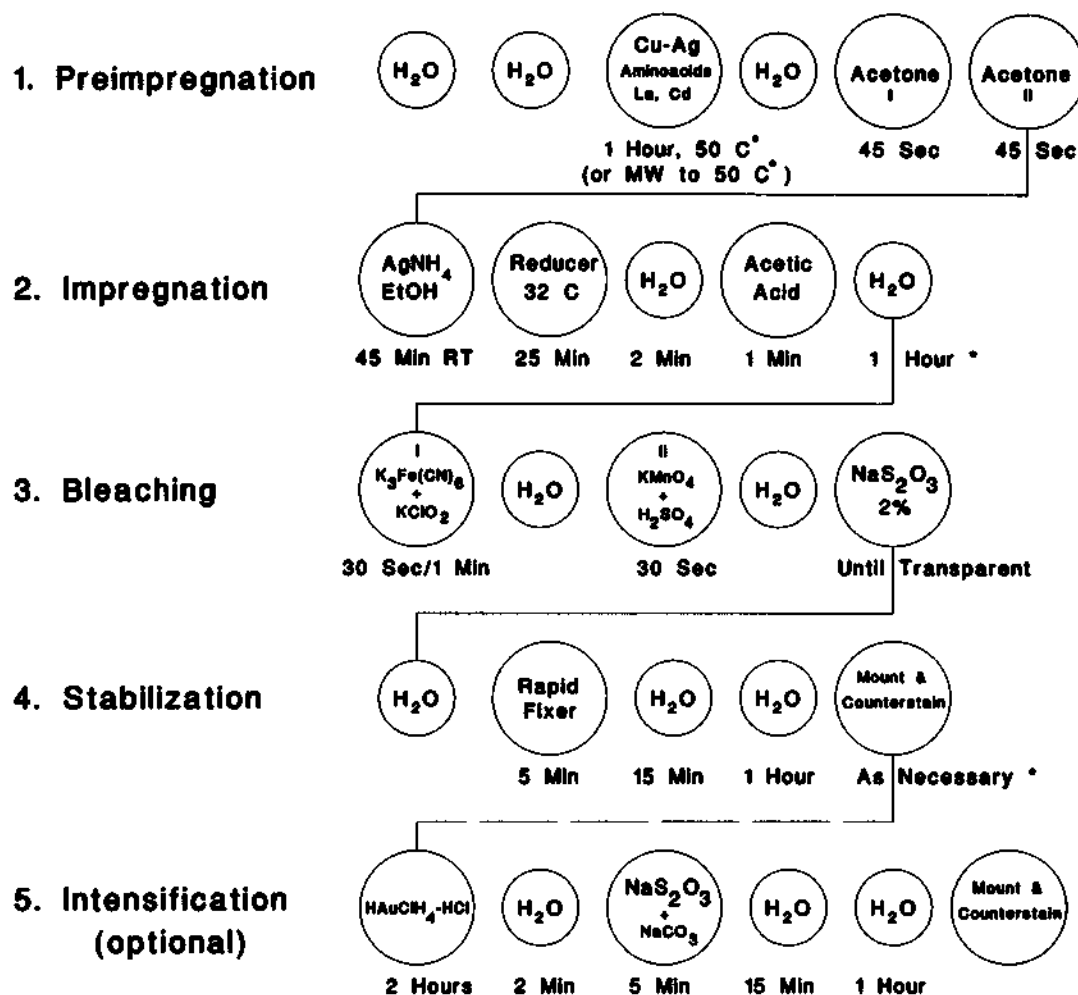 1. Preimpregnation
H₂O
H₂O
Cu-Ag
Aminoacids
La, Cd
H₂O
Acetone
I
Acetone
II
1 Hour, 50 C°
(or MW to 50 C°)
45 Sec
45 Sec
2. Impregnation
AgNH₄
EtOH
Reducer
32 C
H₂O
Acetic
Acid
H₂O
45 Min RT
25 Min
2 Min
1 Min
1 Hour *
3. Bleaching
I
K₃Fe(CN)₆
+
KClO₂
H₂O
II
KMnO₄
+
H₂SO₄
H₂O
NaS₂O₃
2%
30 Sec/1 Min
30 Sec
Until Transparent
4. Stabilization
H₂O
Rapid
Fixer
H₂O
H₂O
Mount &
Counterstain
5 Min
15 Min
1 Hour
As Necessary *
5. Intensification
(optional)
HAuClH₄-HCl
H₂O
NaS₂O₃
+
NaCO₃
H₂O
H₂O
Mount &
Counterstain
2 Hours
2 Min
5 Min
15 Min
1 Hour